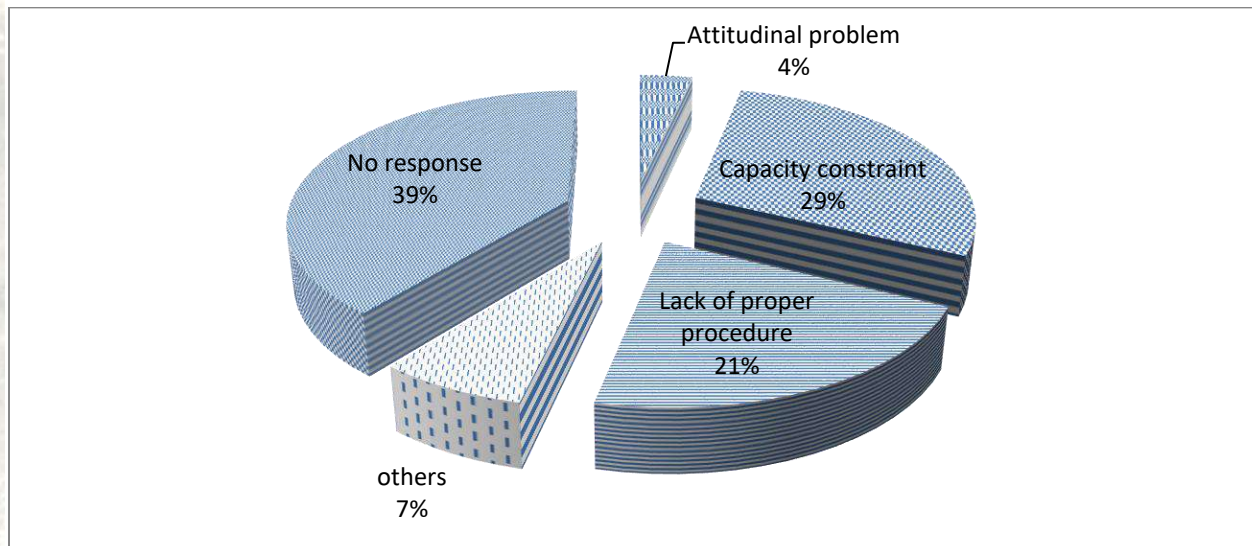 Attitudinal problem
4%
Capacity constraint
29%
Lack of proper
procedure
21%
others
7%
No response
39%